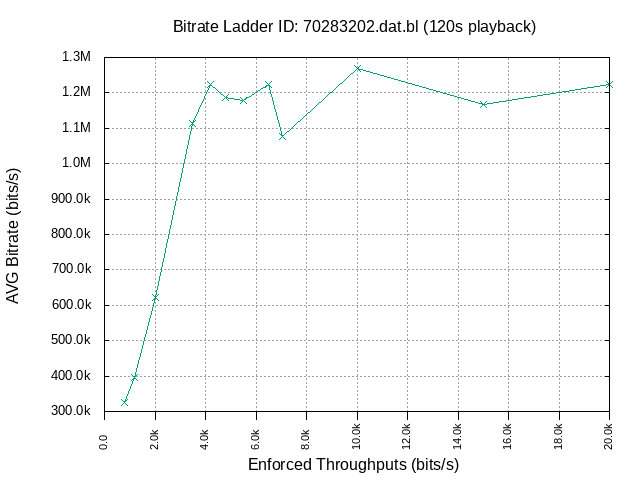 Bitrate Ladder ID: 70283202.dat.bl (120s playback)
1.3M
1.2M
1.1M
1.0M
900.0k
800.0k
700.0k
600.0k
500.0k
400.0k
300.0k
AVG Bitrate (bits/s)
0.0 2.0k 4.0k 6.0k 8.0k 10.0k 12.0k 14.0k 16.0k 18.0k 20.0k
Enforced Throughputs (bits/s)